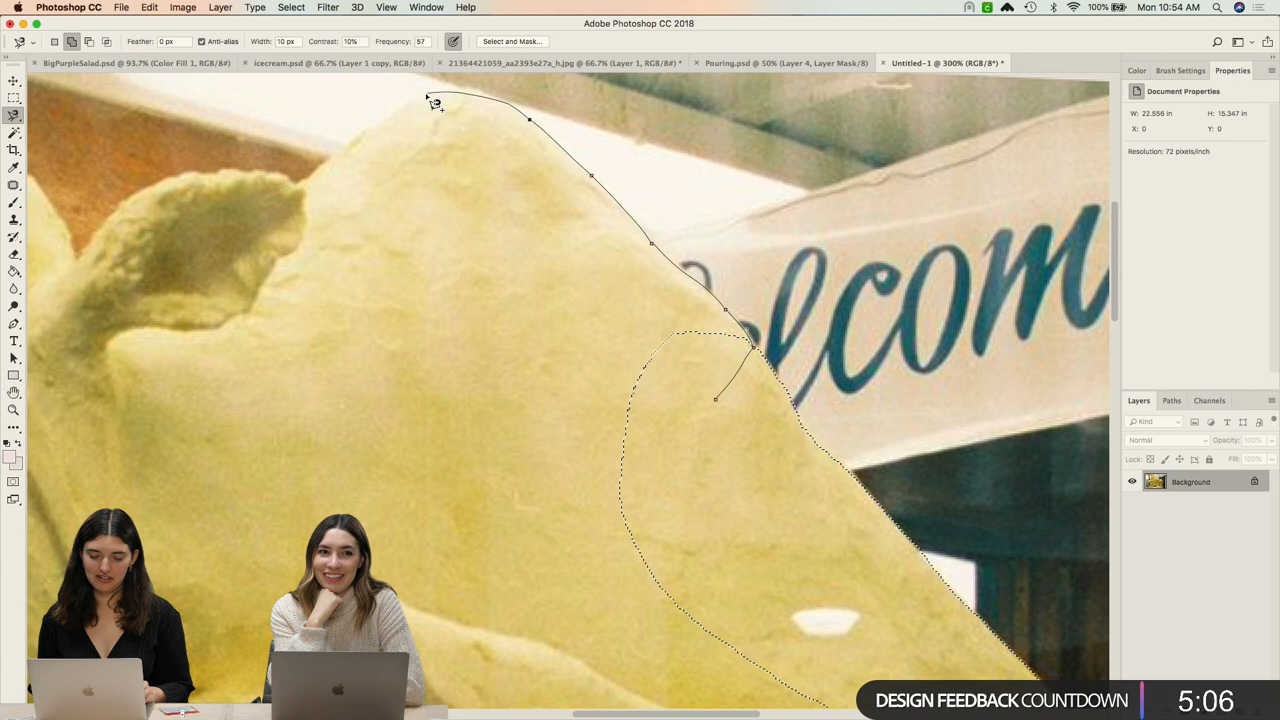 Photoshop CC File Edit Image Layer Type Select Filter 3D View Window Help 100% Mon 10:54 AM
Adobe Photoshop CC 2018
Feather: 0 px Anti-alias Width: 10 px Contrast: 10% Frequency: 57 Select and Mask...
BigPurpleSalad.psd @ 93.7% (Color Fill 1, RGB/8#) icecream.psd @ 66.7% (Layer 1 copy, RGB/8#) 21364421059_aa2393e27a_h.jpg @ 66.7% (Layer 1, RGB/8#) * Pouring.psd @ 50% (Layer 4, Layer Mask/8) Untitled-1 @ 300% (RGB/8*) *
Color Brush Settings Properties
Document Properties
W: 22.556 in H: 15.347 in
X: 0 Y: 0
Resolution: 72 pixels/inch
elcom
Layers Paths Channels
Kind
Normal Opacity: 100%
Lock: Fill: 100%
Background
DESIGN FEEDBACK COUNTDOWN 5:06